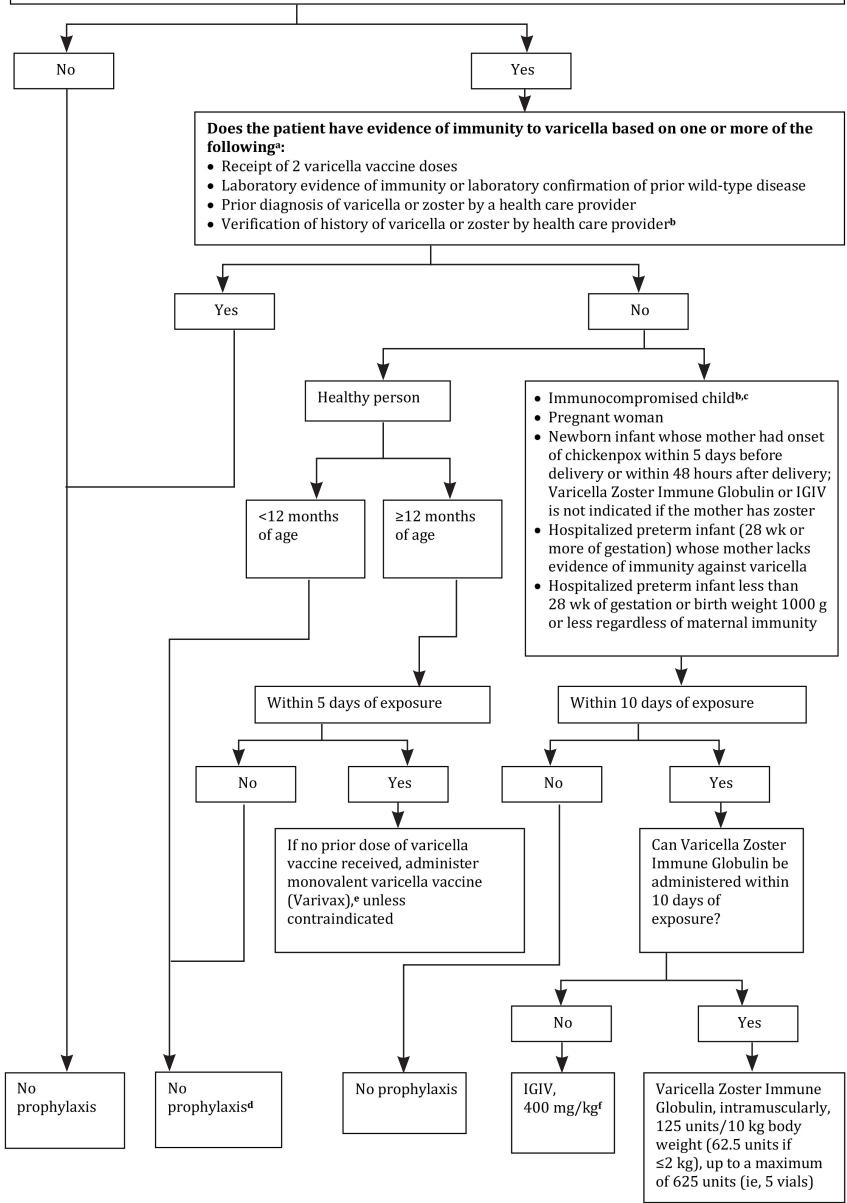 No
Yes
Does the patient have evidence of immunity to varicella based on one or more of the
followingᵃ:
• Receipt of 2 varicella vaccine doses
• Laboratory evidence of immunity or laboratory confirmation of prior wild-type disease
• Prior diagnosis of varicella or zoster by a health care provider
• Verification of history of varicella or zoster by health care providerᵇ
Yes
No
Healthy person
• Immunocompromised childᵇ,ᶜ
• Pregnant woman
• Newborn infant whose mother had onset
of chickenpox within 5 days before
delivery or within 48 hours after delivery;
Varicella Zoster Immune Globulin or IGIV
is not indicated if the mother has zoster
• Hospitalized preterm infant (28 wk or
more of gestation) whose mother lacks
evidence of immunity against varicella
• Hospitalized preterm infant less than
28 wk of gestation or birth weight 1000 g
or less regardless of maternal immunity
<12 months
of age
≥12 months
of age
Within 5 days of exposure
Within 10 days of exposure
No
Yes
No
Yes
If no prior dose of varicella
vaccine received, administer
monovalent varicella vaccine
(Varivax),ᵉ unless
contraindicated
Can Varicella Zoster
Immune Globulin be
administered within
10 days of
exposure?
No
Yes
No
prophylaxis
No
prophylaxisᵈ
No prophylaxis
IGIV,
400 mg/kgᶠ
Varicella Zoster Immune
Globulin, intramuscularly,
125 units/10 kg body
weight (62.5 units if
≤2 kg), up to a maximum
of 625 units (ie, 5 vials)